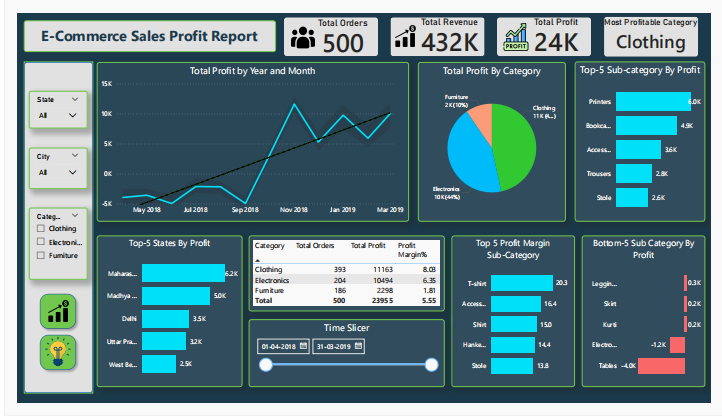 E-Commerce Sales Profit Report
Total Orders
500
Total Revenue
432K
PROFIT
Total Profit
24K
Most Profitable Category
Clothing
State
All
City
All
Categ...
Clothing
Electroni...
Furniture
Total Profit by Year and Month
15K
10K
5K
0K
-5K
May 2018 Jul 2018 Sep 2018 Nov 2018 Jan 2019 Mar 2019
Total Profit By Category
Furniture
2K (10%)
Clothing
11K (4...)
Electronics
10K (44%)
Top-5 Sub-category By Profit
Printers 6.0K
Bookca... 4.9K
Access... 3.6K
Trousers 2.8K
Stole 2.6K
Top-5 States By Profit
Maharas... 6.2K
Madhya ... 5.0K
Delhi 3.5K
Uttar Pra... 3.2K
West Be... 2.5K
Category Total Orders Total Profit Profit Margin%
Clothing 393 11163 8.03
Electronics 204 10494 6.35
Furniture 186 2298 1.81
Total 500 23955 5.55
Time Slicer
01-04-2018 31-03-2019
Top 5 Profit Margin
Sub-Category
T-shirt 20.3
Access... 16.4
Shirt 15.0
Hanke... 14.4
Stole 13.8
Bottom-5 Sub Category By
Profit
Leggin... 0.3K
Skirt 0.2K
Kurti 0.2K
Electro... -1.2K
Tables -4.0K